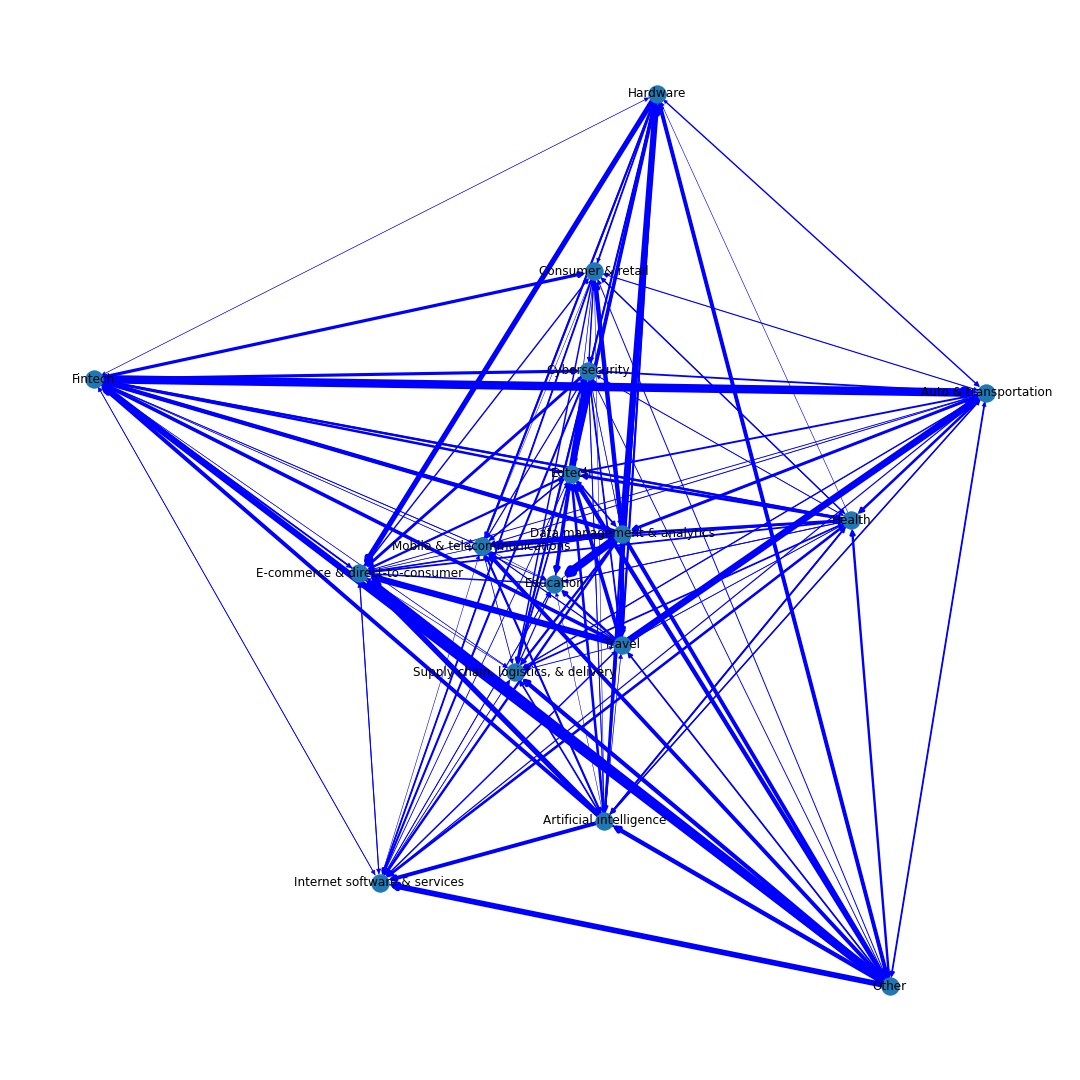 Hardware
Consumer & retail
Cybersecurity
Fintech
Auto & transportation
Edtech
Health
Data management & analytics
Mobile & telecommunications
E-commerce & direct-to-consumer
Education
Travel
Supply chain, logistics, & delivery
Artificial intelligence
Internet software & services
Other